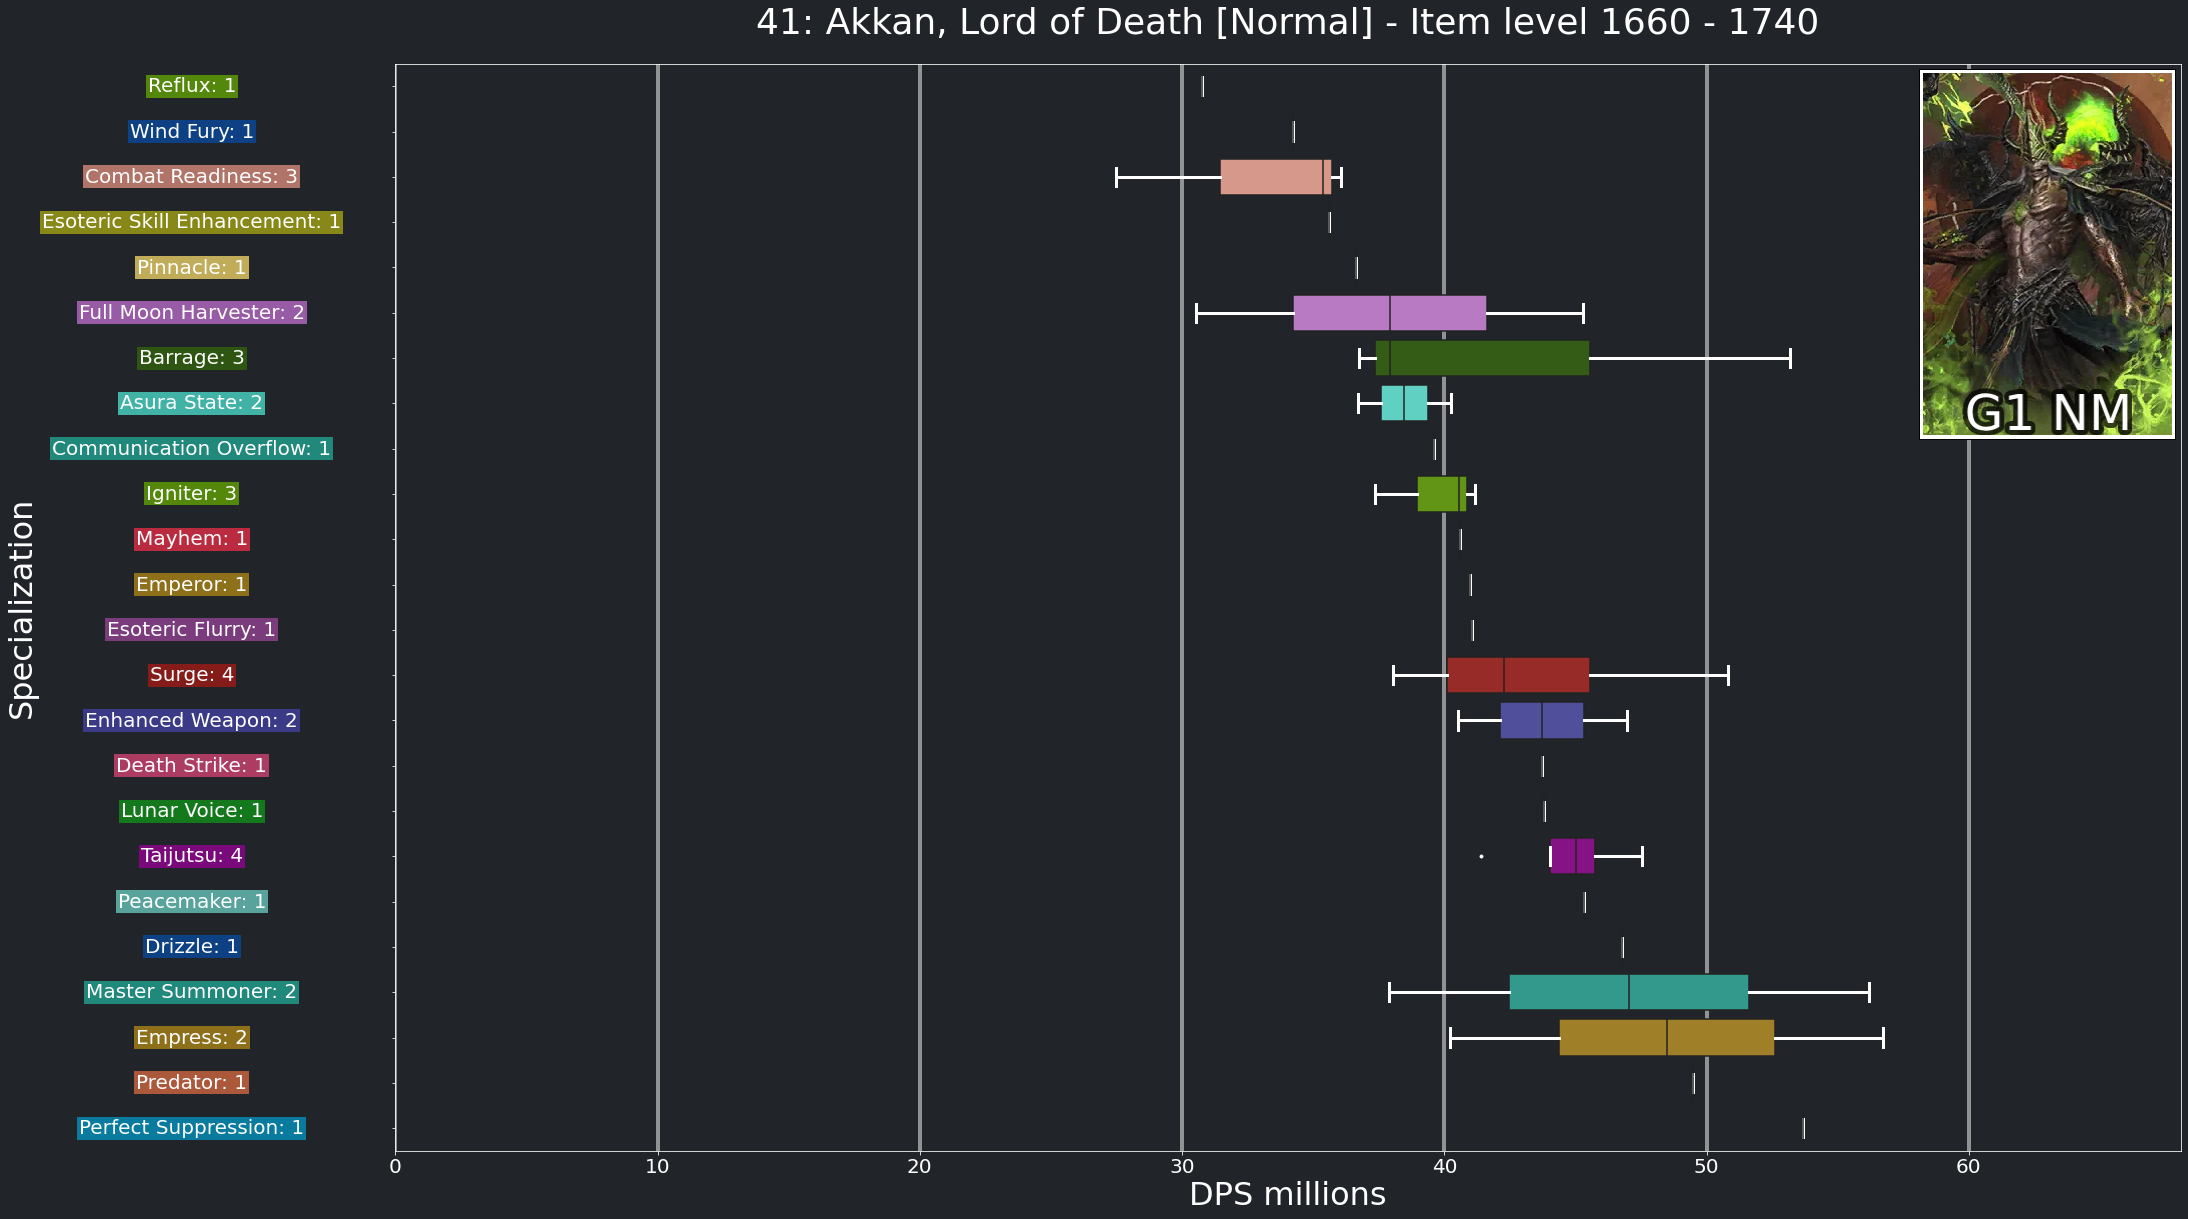 41: Akkan, Lord of Death [Normal] - Item level 1660 - 1740
Reflux: 1
Wind Fury: 1
Combat Readiness: 3
Esoteric Skill Enhancement: 1
Pinnacle: 1
Full Moon Harvester: 2
Barrage: 3
Asura State: 2
Communication Overflow: 1
Igniter: 3
Mayhem: 1
Emperor: 1
Esoteric Flurry: 1
Surge: 4
Enhanced Weapon: 2
Death Strike: 1
Lunar Voice: 1
Taijutsu: 4
Peacemaker: 1
Drizzle: 1
Master Summoner: 2
Empress: 2
Predator: 1
Perfect Suppression: 1
Specialization
G1 NM
0 10 20 30 40 50 60
DPS millions